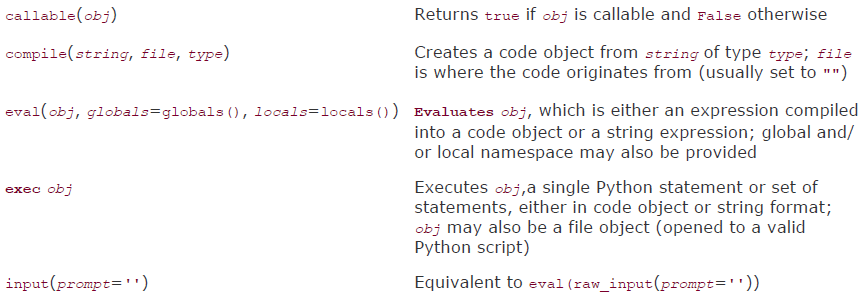 callable(obj) Returns true if obj is callable and False otherwise
compile(string, file, type) Creates a code object from string of type type; file
is where the code originates from (usually set to "")
eval(obj, globals=globals(), locals=locals()) Evaluates obj, which is either an expression compiled
into a code object or a string expression; global and/
or local namespace may also be provided
exec obj Executes obj,a single Python statement or set of
statements, either in code object or string format;
obj may also be a file object (opened to a valid
Python script)
input(prompt='') Equivalent to eval(raw_input(prompt=''))